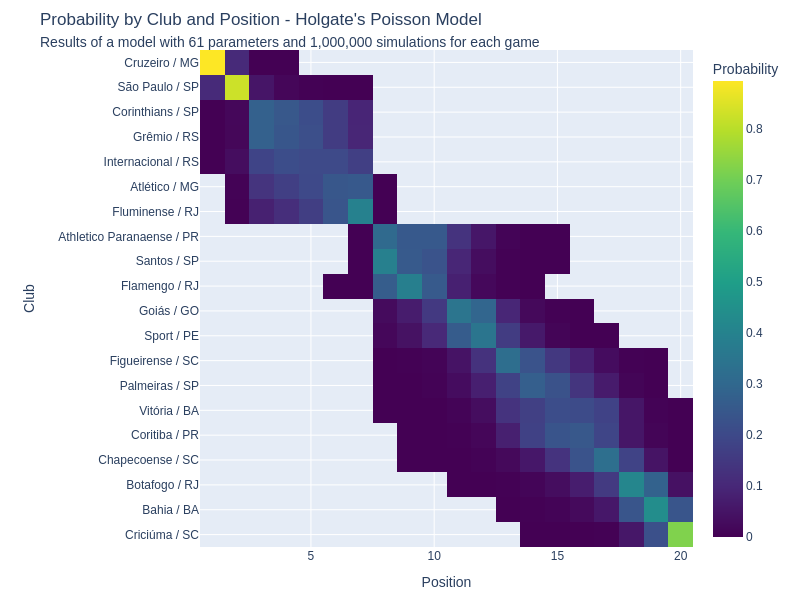 Probability by Club and Position - Holgate's Poisson Model
Results of a model with 61 parameters and 1,000,000 simulations for each game
Probability
Cruzeiro / MG
São Paulo / SP
Corinthians / SP
Grêmio / RS
Internacional / RS
Atlético / MG
Fluminense / RJ
Athletico Paranaense / PR
Santos / SP
Flamengo / RJ
Goiás / GO
Sport / PE
Figueirense / SC
Palmeiras / SP
Vitória / BA
Coritiba / PR
Chapecoense / SC
Botafogo / RJ
Bahia / BA
Criciúma / SC
Club
5 10 15 20
Position
0.8
0.7
0.6
0.5
0.4
0.3
0.2
0.1
0